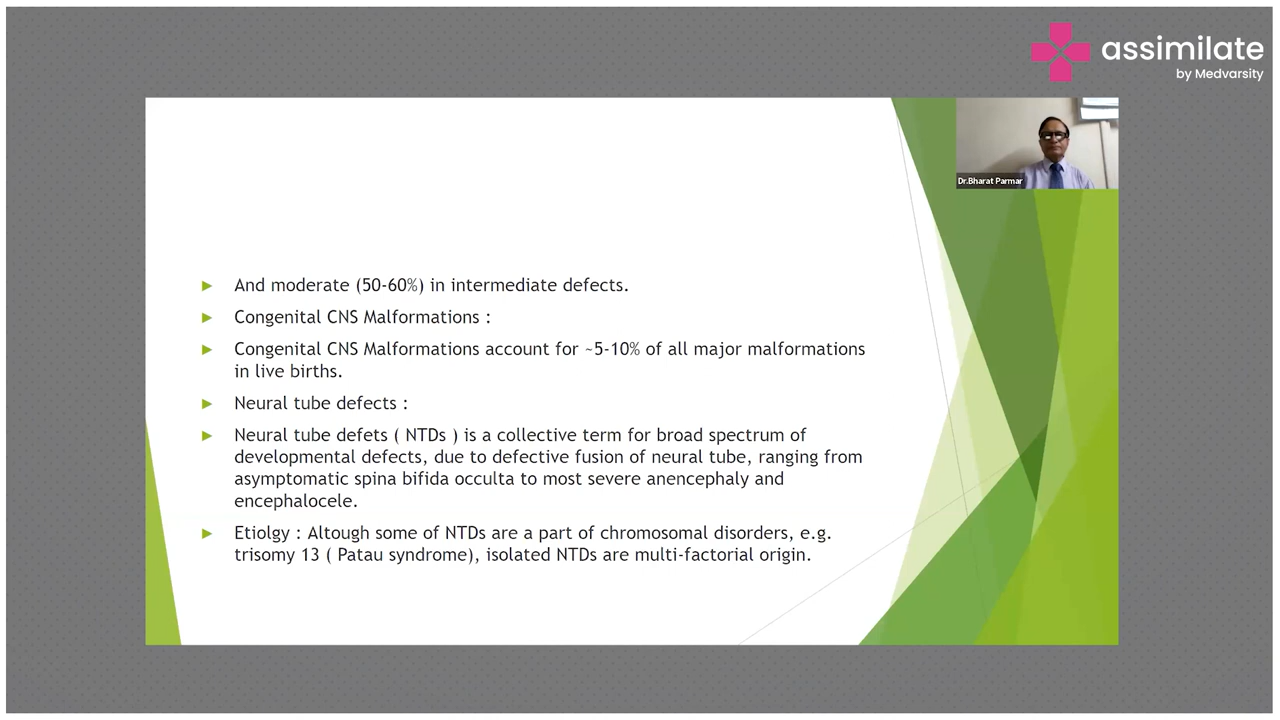 assimilate
by Medvarsity
Dr.Bharat Parmar
And moderate (50-60%) in intermediate defects.
Congenital CNS Malformations :
Congenital CNS Malformations account for ~5-10% of all major malformations
in live births.
Neural tube defects :
Neural tube defets ( NTDs ) is a collective term for broad spectrum of
developmental defects, due to defective fusion of neural tube, ranging from
asymptomatic spina bifida occulta to most severe anencephaly and
encephalocele.
Etiolgy : Altough some of NTDs are a part of chromosomal disorders, e.g.
trisomy 13 ( Patau syndrome), isolated NTDs are multi-factorial origin.